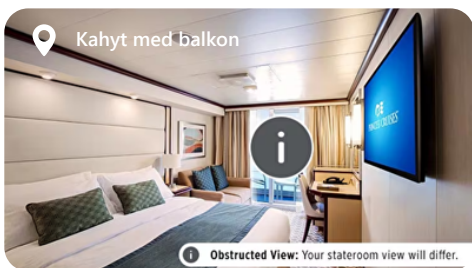 Kahyt med balkon
PRINCESS CRUISES
i
i Obstructed View: Your stateroom view will differ.